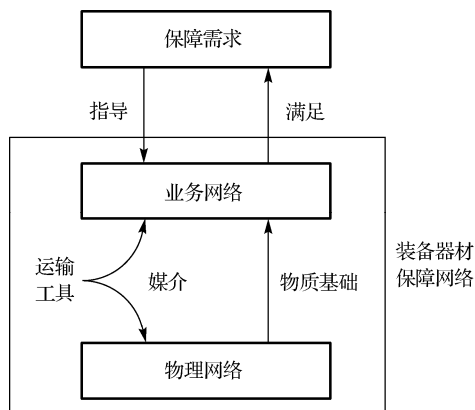 保障需求
指导
满足
业务网络
运输
工具
媒介
物质基础
装备器材
保障网络
物理网络